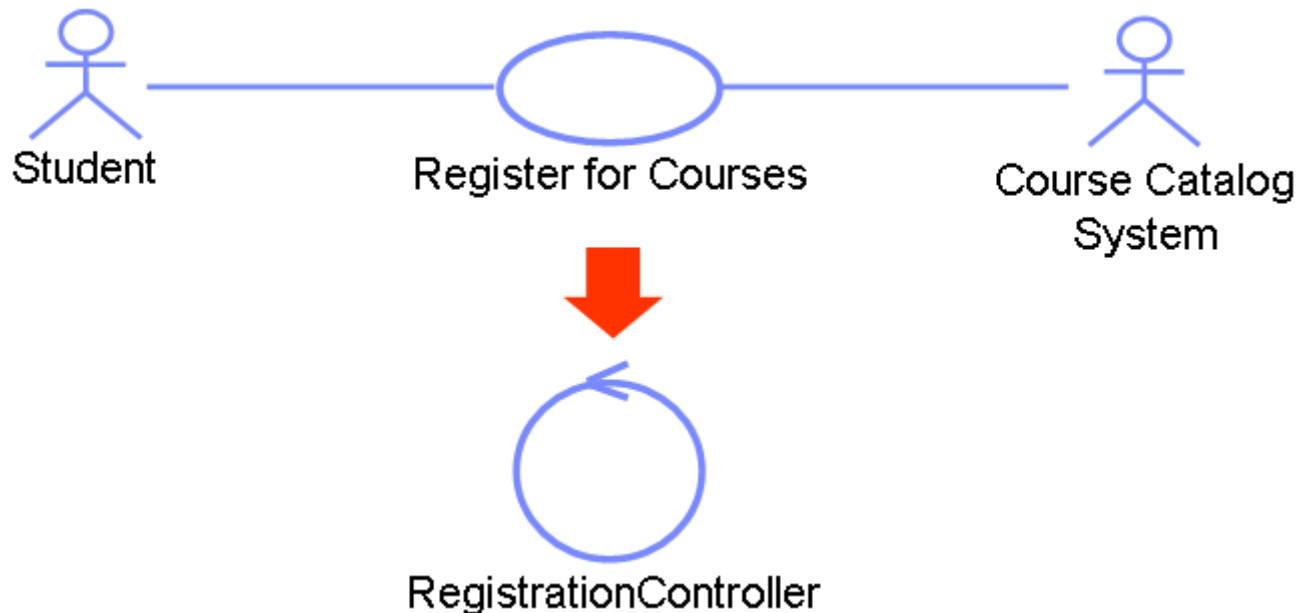 Student
Register for Courses
Course Catalog
System
RegistrationController